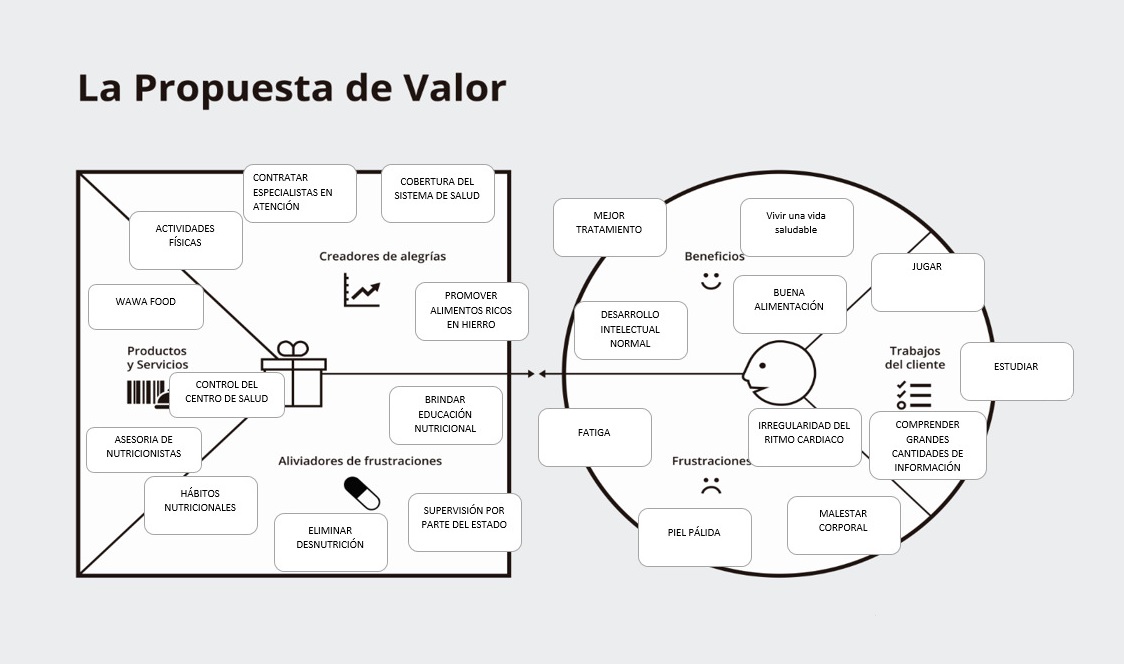 La Propuesta de Valor
CONTRATAR
ESPECIALISTAS EN
ATENCIÓN
COBERTURA DEL
SISTEMA DE SALUD
ACTIVIDADES
FÍSICAS
Creadores de alegrías
WAWA FOOD
PROMOVER
ALIMENTOS RICOS
EN HIERRO
Productos
y Servicios
CONTROL DEL
CENTRO DE SALUD
BRINDAR
EDUCACIÓN
NUTRICIONAL
ASESORIA DE
NUTRICIONISTAS
Aliviadores de frustraciones
HÁBITOS
NUTRICIONALES
ELIMINAR
DESNUTRICIÓN
SUPERVISIÓN POR
PARTE DEL ESTADO
MEJOR
TRATAMIENTO
Vivir una vida
saludable
Beneficios
JUGAR
BUENA
ALIMENTACIÓN
DESARROLLO
INTELECTUAL
NORMAL
Trabajos
del cliente
ESTUDIAR
FATIGA
IRREGULARIDAD DEL
RITMO CARDIACO
COMPRENDER
GRANDES
CANTIDADES DE
INFORMACIÓN
Frustraciones
PIEL PÁLIDA
MALESTAR
CORPORAL